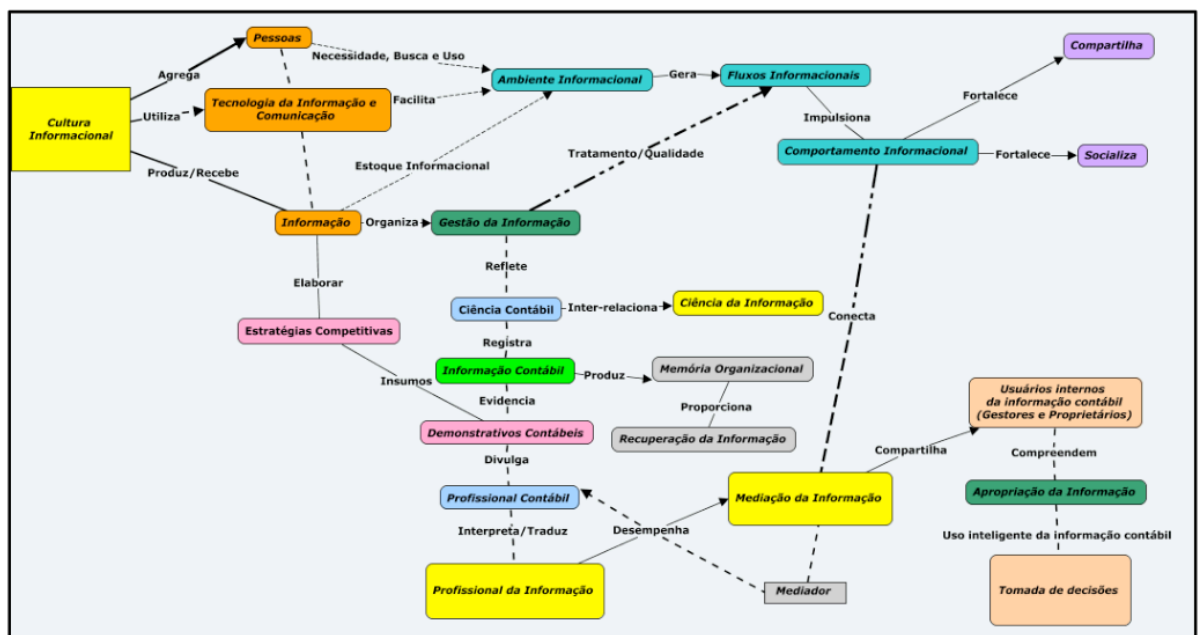 Pessoas
Necessidade, Busca e Uso
Compartilha
Agrega
Ambiente Informacional
Gera
Fluxos Informacionais
Fortalece
Cultura
Informacional
Utiliza
Tecnologia da Informação e
Comunicação
Facilita
Impulsiona
Estoque Informacional
Tratamento/Qualidade
Comportamento Informacional
Fortalece
Socializa
Produz/Recebe
Informação
Organiza
Gestão da Informação
Reflete
Elaborar
Ciência Contábil
Inter-relaciona
Ciência da Informação
Conecta
Estratégias Competitivas
Registra
Informação Contábil
Produz
Memória Organizacional
Insumos
Evidencia
Proporciona
Usuários internos
da informação contábil
(Gestores e Proprietários)
Demonstrativos Contábeis
Recuperação da Informação
Compartilha
Compreendem
Divulga
Profissional Contábil
Mediação da Informação
Apropriação da Informação
Interpreta/Traduz
Desempenha
Uso inteligente da informação contábil
Profissional da Informação
Mediador
Tomada de decisões